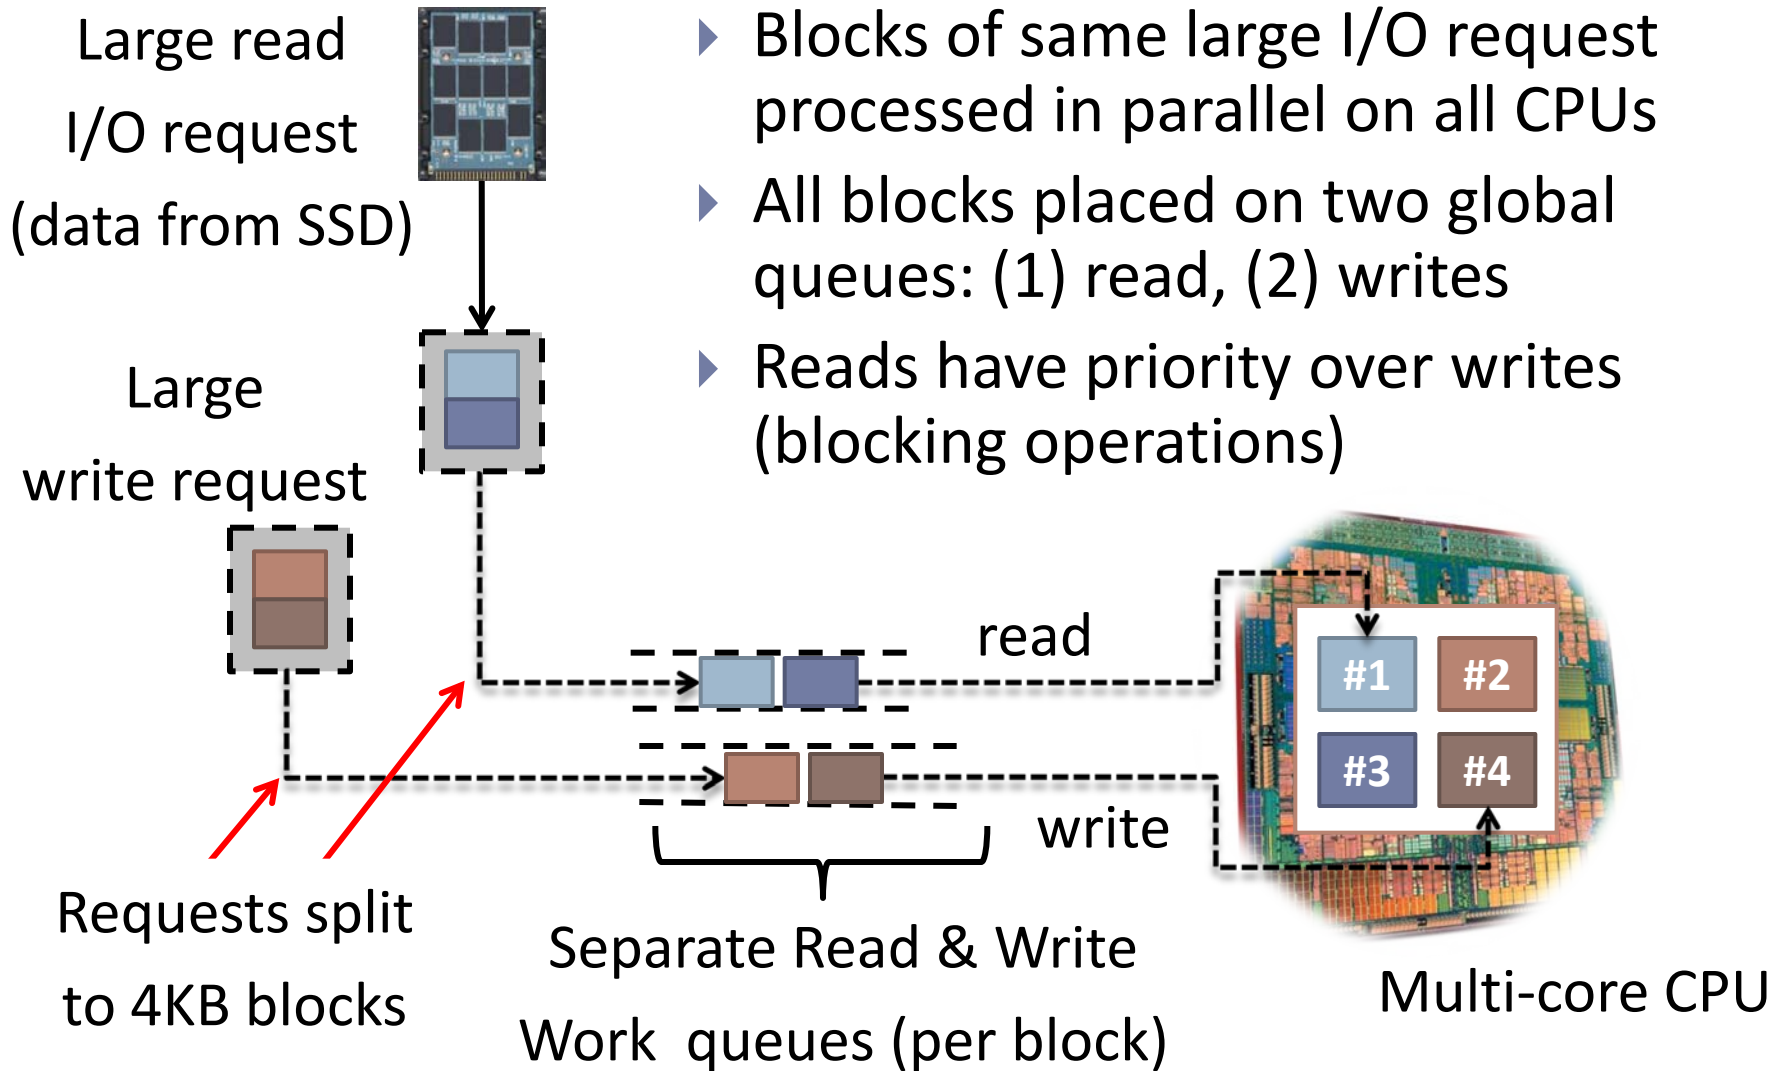 Large read
I/O request
(data from SSD)
Blocks of same large I/O request
processed in parallel on all CPUs
All blocks placed on two global
queues: (1) read, (2) writes
Reads have priority over writes
(blocking operations)
Large
write request
read
#1
#2
#3
#4
write
Requests split
to 4KB blocks
Separate Read & Write
Work queues (per block)
Multi-core CPU